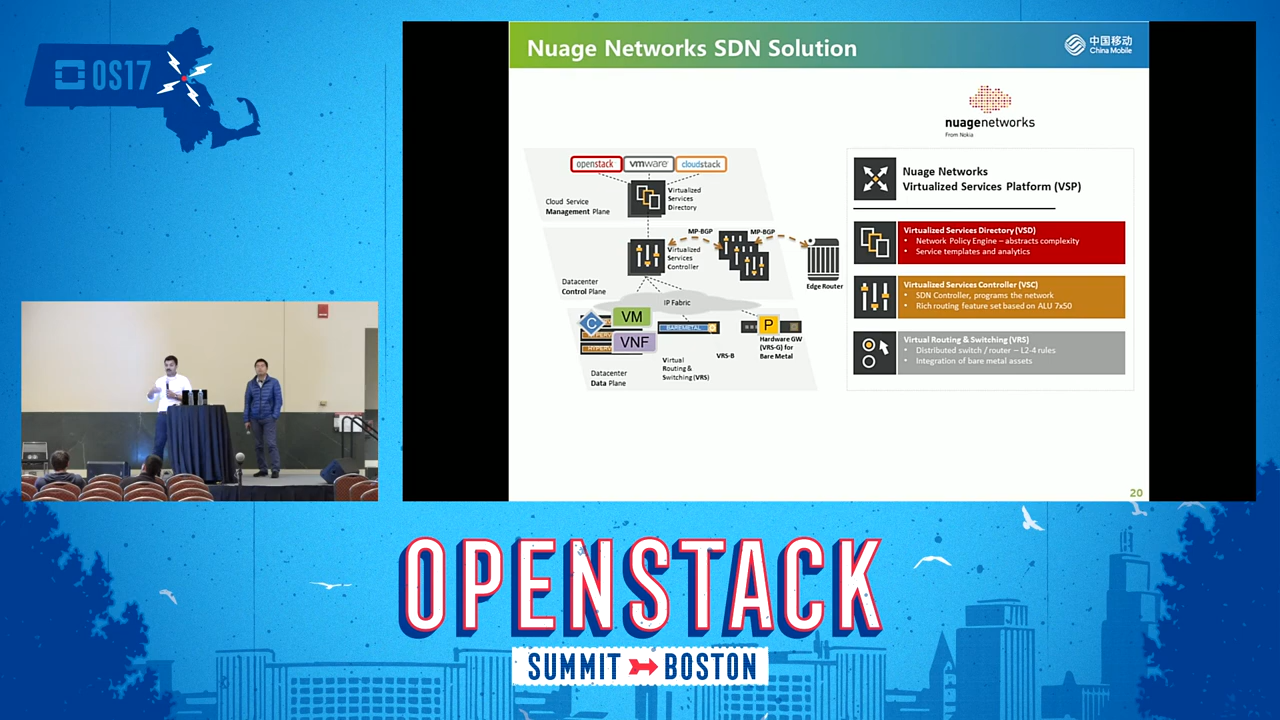 OS17
Nuage Networks SDN Solution
中国移动
China Mobile
nuagenetworks
From Nokia
openstack
vmware
cloudstack
Cloud Service
Management Plane
Virtualized
Services
Directory
MP-BGP
MP-BGP
Virtualized
Services
Controller
Datacenter
Control Plane
Edge Router
IP Fabric
C
VM
VNF
BAREMETAL
P
Hardware GW
(VRS-G) for
Bare Metal
VRS-B
Virtual
Routing &
Switching (VRS)
Datacenter
Data Plane
Nuage Networks
Virtualized Services Platform (VSP)
Virtualized Services Directory (VSD)
• Network Policy Engine – abstracts complexity
• Service templates and analytics
Virtualized Services Controller (VSC)
• SDN Controller, programs the network
• Rich routing feature set based on ALU 7x50
Virtual Routing & Switching (VRS)
• Distributed switch / router – L2-4 rules
• Integration of bare metal assets
20
OPENSTACK
SUMMIT BOSTON